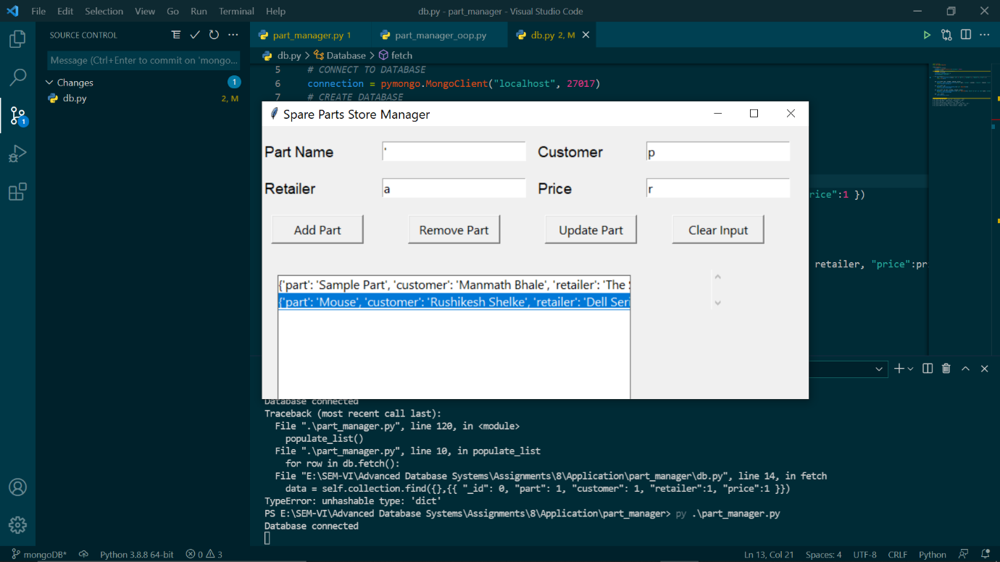 File Edit Selection View Go Run Terminal Help db.py - part_manager - Visual Studio Code
SOURCE CONTROL
part_manager.py 1 part_manager_oop.py db.py 2, M
Message (Ctrl+Enter to commit on 'mongo...
db.py > Database > fetch
Changes 1
db.py 2, M
1
5 # CONNECT TO DATABASE
6 connection = pymongo.MongoClient("localhost", 27017)
7 # CREATE DATABASE
Spare Parts Store Manager
Part Name ' Customer p
Retailer a Price r
rice":1 })
Add Part Remove Part Update Part Clear Input
retailer, "price":pri
{'part': 'Sample Part', 'customer': 'Manmath Bhale', 'retailer': 'The S
{'part': 'Mouse', 'customer': 'Rushikesh Shelke', 'retailer': 'Dell Seri
Database connected
Traceback (most recent call last):
File ".\part_manager.py", line 120, in <module>
populate_list()
File ".\part_manager.py", line 10, in populate_list
for row in db.fetch():
File "E:\SEM-VI\Advanced Database Systems\Assignments\8\Application\part_manager\db.py", line 14, in fetch
data = self.collection.find({},{{ "_id": 0, "part": 1, "customer": 1, "retailer":1, "price":1 }})
TypeError: unhashable type: 'dict'
PS E:\SEM-VI\Advanced Database Systems\Assignments\8\Application\part_manager> py .\part_manager.py
Database connected
mongoDB* Python 3.8.8 64-bit 0 3 Ln 13, Col 21 Spaces: 4 UTF-8 CRLF Python